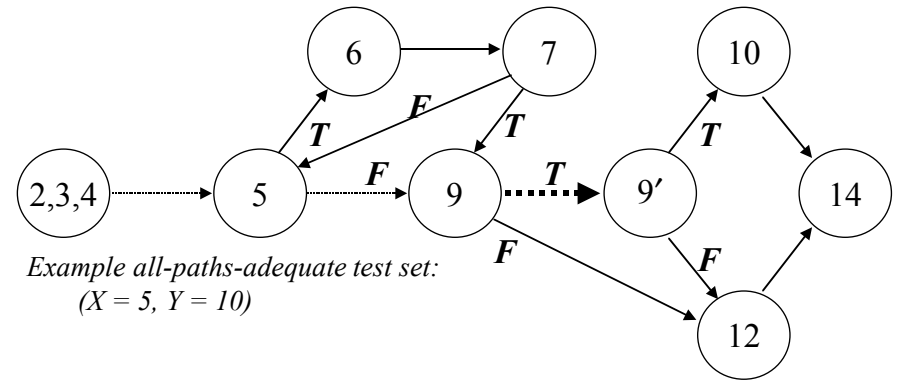 6
7
10
F
T
T
T
2,3,4
5
F
9
T
9′
14
F
F
Example all-paths-adequate test set:
(X = 5, Y = 10)
12